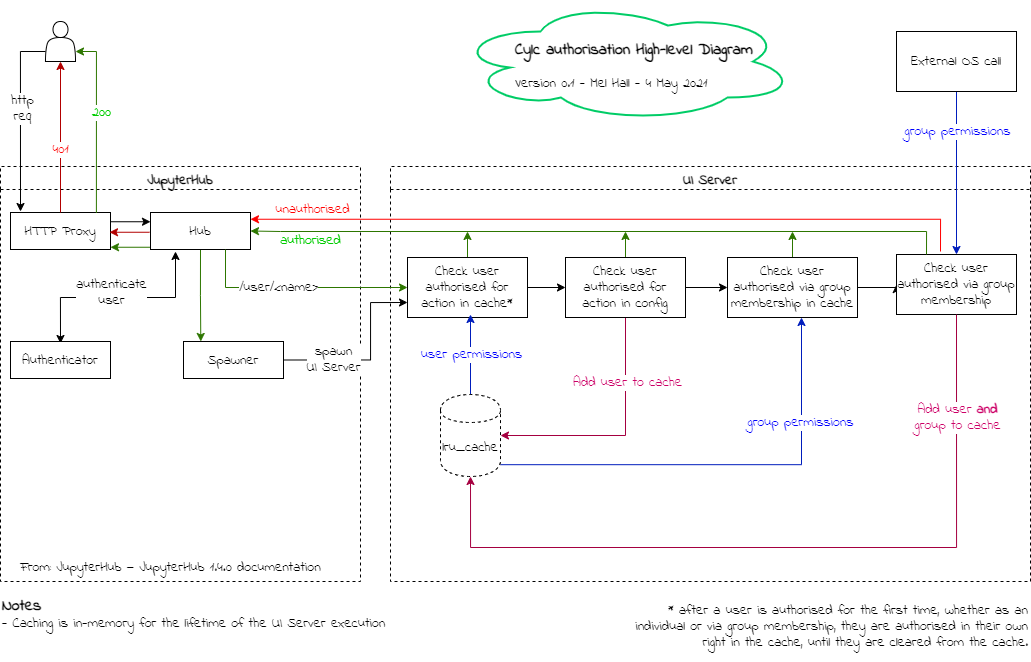 Cylc authorisation High-level Diagram
version 0.1 - Mel Hall - 4 May 2021
External OS call
http
req
200
401
group permissions
JupyterHub
UI Server
HTTP Proxy
Hub
unauthorised
authorised
authenticate
user
/user/<name>
Check user
authorised for
action in cache*
Check user
authorised for
action in config
Check user
authorised via group
membership in cache
Check user
authorised via group
membership
Authenticator
Spawner
spawn
UI Server
user permissions
Add user to cache
group permissions
Add user and
group to cache
lru_cache
From: JupyterHub — JupyterHub 1.4.0 documentation
Notes
- Caching is in-memory for the lifetime of the UI Server execution
* after a user is authorised for the first time, whether as an
individual or via group membership, they are authorised in their own
right in the cache, until they are cleared from the cache.